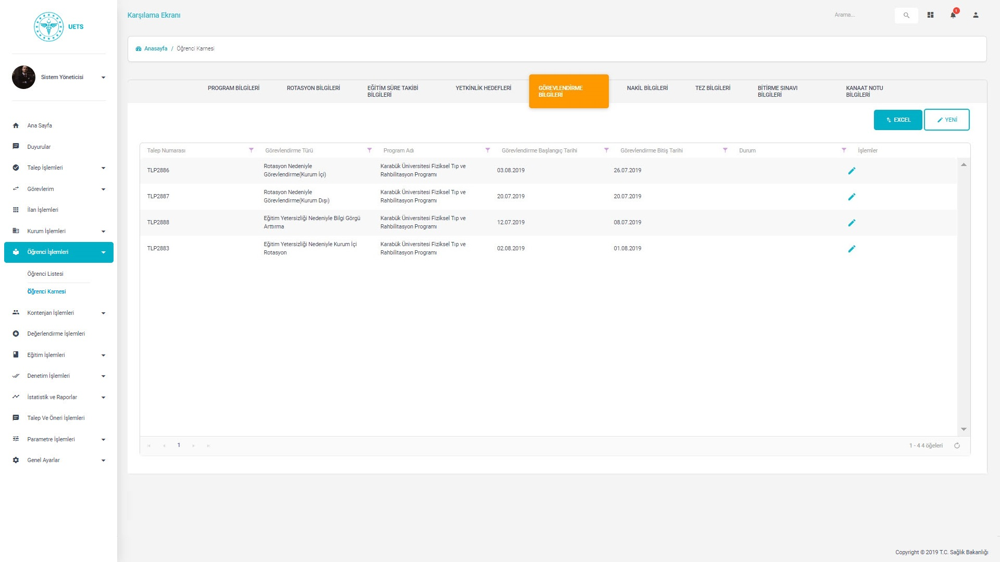 UETS
Karşılama Ekranı
Arama...
1
Anasayfa / Öğrenci Karnesi
Sistem Yöneticisi
Ana Sayfa
Duyurular
Talep İşlemleri
Görevlerim
İlan İşlemleri
Kurum İşlemleri
Öğrenci İşlemleri
Öğrenci Listesi
Öğrenci Karnesi
Kontenjan İşlemleri
Değerlendirme İşlemleri
Eğitim İşlemleri
Denetim İşlemleri
İstatistik ve Raporlar
Talep Ve Öneri İşlemleri
Parametre İşlemleri
Genel Ayarlar
PROGRAM BİLGİLERİ
ROTASYON BİLGİLERİ
EĞİTİM SÜRE TAKİBİ
BİLGİLERİ
YETKİNLİK HEDEFLERİ
GÖREVLENDİRME
BİLGİLERİ
NAKİL BİLGİLERİ
TEZ BİLGİLERİ
BİTİRME SINAVI
BİLGİLERİ
KANAAT NOTU
BİLGİLERİ
EXCEL
YENİ
Talep Numarası Görevlendirme Türü Program Adı Görevlendirme Başlangıç Tarihi Görevlendirme Bitiş Tarihi Durum İşlemler
TLP2886
Rotasyon Nedeniyle
Görevlendirme(Kurum İçi)
Karabük Üniversitesi Fiziksel Tıp ve
Rahbilitasyon Programı
03.08.2019
26.07.2019
TLP2887
Rotasyon Nedeniyle
Görevlendirme(Kurum Dışı)
Karabük Üniversitesi Fiziksel Tıp ve
Rahbilitasyon Programı
20.07.2019
20.07.2019
TLP2888
Eğitim Yetersizliği Nedeniyle Bilgi Görgü
Arttırma
Karabük Üniversitesi Fiziksel Tıp ve
Rahbilitasyon Programı
12.07.2019
08.07.2019
TLP2883
Eğitim Yetersizliği Nedeniyle Kurum İçi
Rotasyon
Karabük Üniversitesi Fiziksel Tıp ve
Rahbilitasyon Programı
02.08.2019
01.08.2019
1
1 - 4 4 öğeleri
Copyright © 2019 T.C. Sağlık Bakanlığı